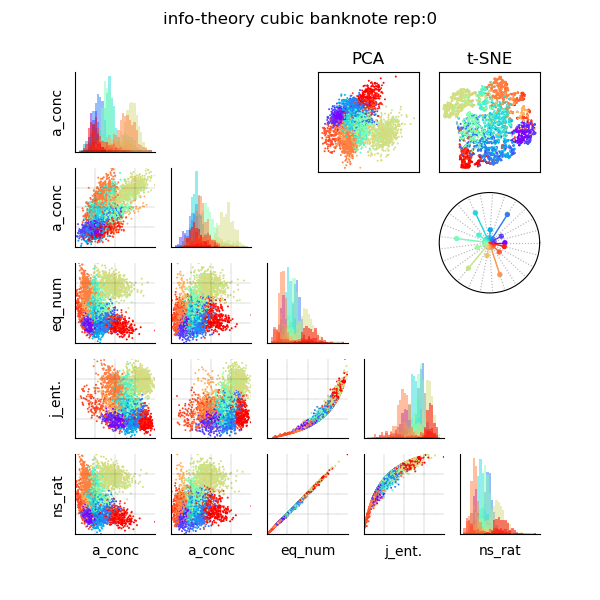 info-theory cubic banknote rep:0
PCA
t-SNE
a_conc
a_conc
eq_num
j_ent.
ns_rat
a_conc
a_conc
eq_num
j_ent.
ns_rat